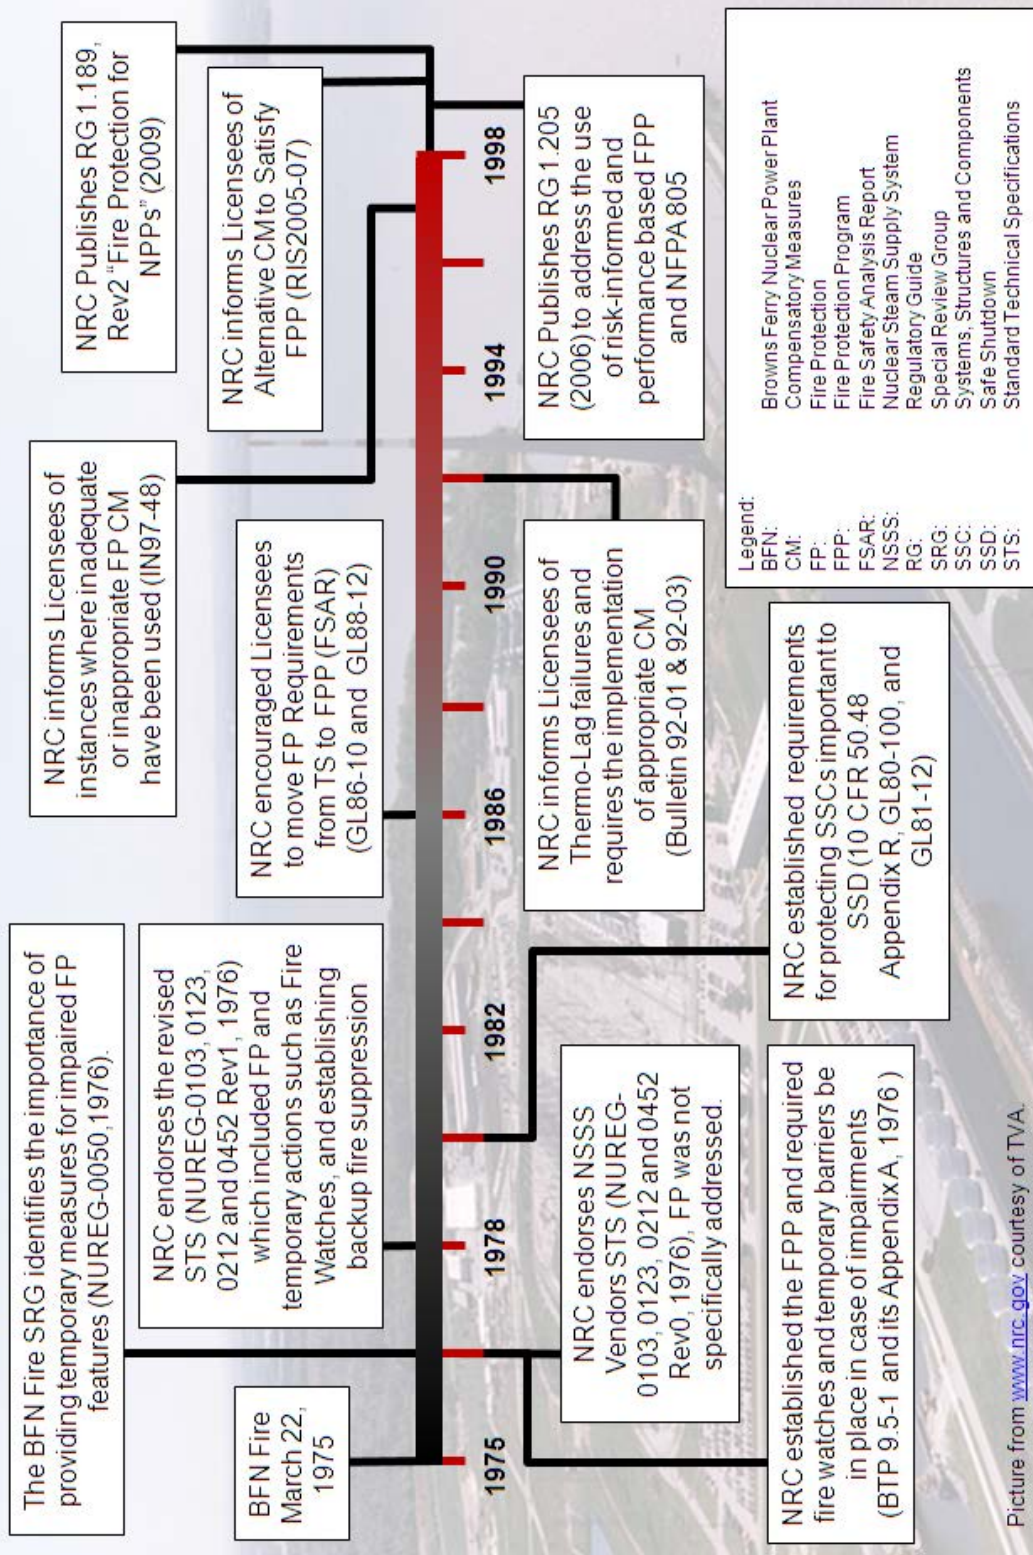 The BFN Fire SRG identifies the importance of
providing temporary measures for impaired FP
features (NUREG-0050,1976).
BFN Fire
March 22,
1975
NRC endorses the revised
STS (NUREG-0103, 0123,
0212 and 0452 Rev1, 1976)
which included FP and
temporary actions such as Fire
Watches, and establishing
backup fire suppression
NRC encouraged Licensees
to move FP Requirements
from TS to FPP (FSAR)
(GL86-10 and GL88-12)
NRC informs Licensees of
instances where inadequate
or inappropriate FP CM
have been used (IN97-48)
NRC Publishes RG 1.189,
Rev2 "Fire Protection for
NPPs" (2009)
NRC informs Licensees of
Alternative CM to Satisfy
FPP (RIS2005-07)
1975
1978
1982
1986
1990
1994
1998
NRC endorses NSSS
Vendors STS (NUREG-
0103, 0123, 0212 and 0452
Rev0, 1976), FP was not
specifically addressed.
NRC established the FPP and required
fire watches and temporary barriers be
in place in case of impairments
(BTP 9.5-1 and its Appendix A, 1976)
NRC established requirements
for protecting SSCs important to
SSD (10 CFR 50.48
Appendix R, GL80-100, and
GL81-12)
NRC informs Licensees of
Thermo-Lag failures and
requires the implementation
of appropriate CM
(Bulletin 92-01 & 92-03)
NRC Publishes RG 1.205
(2006) to address the use
of risk-informed and
performance based FPP
and NFPA 805
Legend:
BFN: Browns Ferry Nuclear Power Plant
CM: Compensatory Measures
FP: Fire Protection
FPP: Fire Protection Program
FSAR: Fire Safety Analysis Report
NSSS: Nuclear Steam Supply System
RG: Regulatory Guide
SRG: Special Review Group
SSC: Systems, Structures and Components
SSD: Safe Shutdown
STS: Standard Technical Specifications
Picture from www.nrc.gov courtesy of TVA.